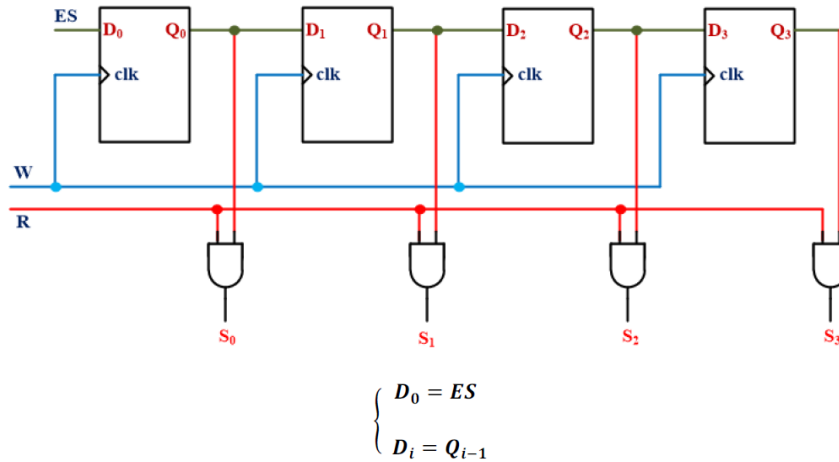 ES
D₀ Q₀ D₁ Q₁ D₂ Q₂ D₃ Q₃
clk clk clk clk
W
R
S₀ S₁ S₂ S₃
D₀ = ES
Dᵢ = Qᵢ₋₁